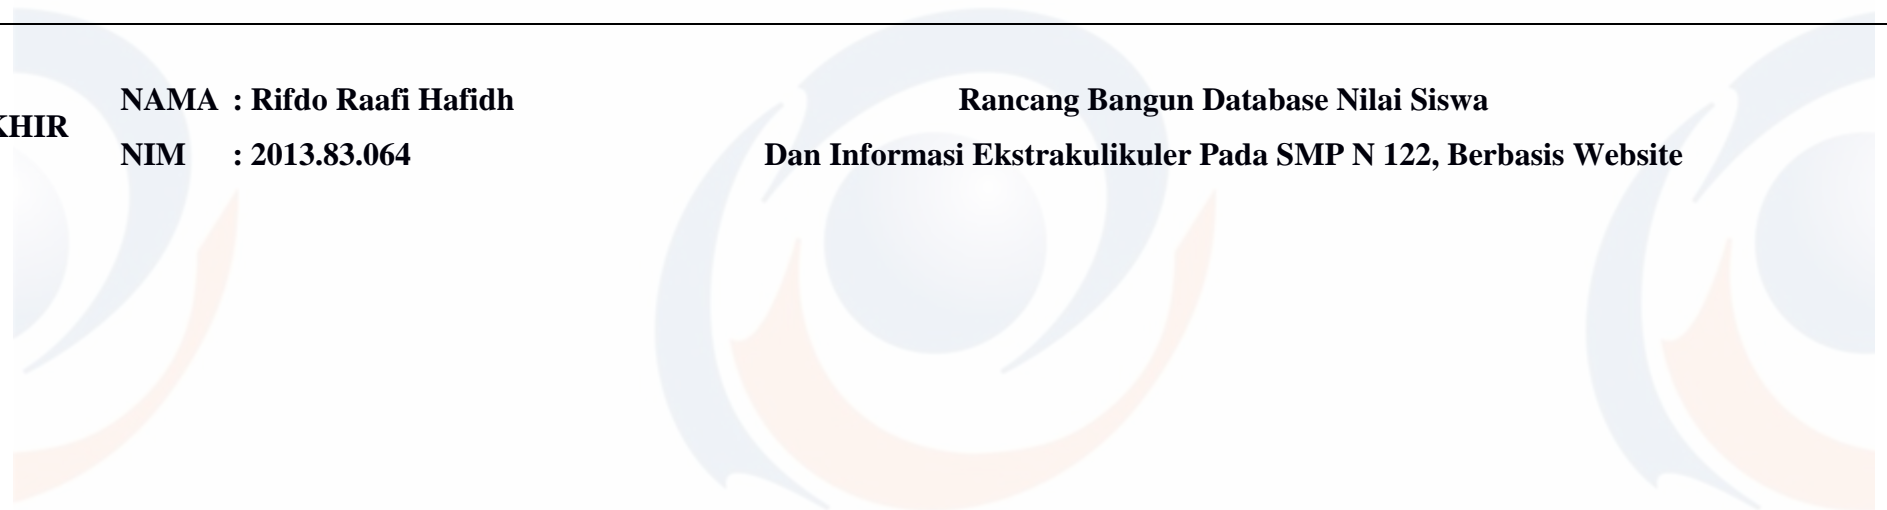 KHIR
NAMA : Rifdo Raafi Hafidh
NIM : 2013.83.064
Rancang Bangun Database Nilai Siswa
Dan Informasi Ekstrakulikuler Pada SMP N 122, Berbasis Website